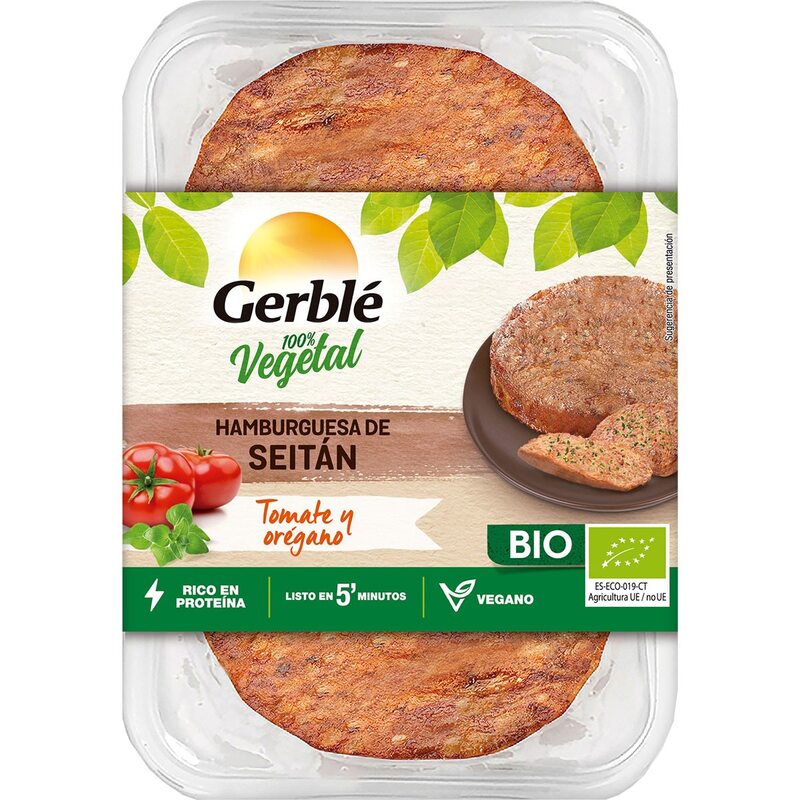 Gerblé
100%
Vegetal
HAMBURGUESA DE
SEITÁN
Tomate y
orégano
Sugerencia de presentación
BIO
ES-ECO-019-CT
Agricultura UE / no UE
RICO EN
PROTEÍNA
LISTO EN 5' MINUTOS
VEGANO